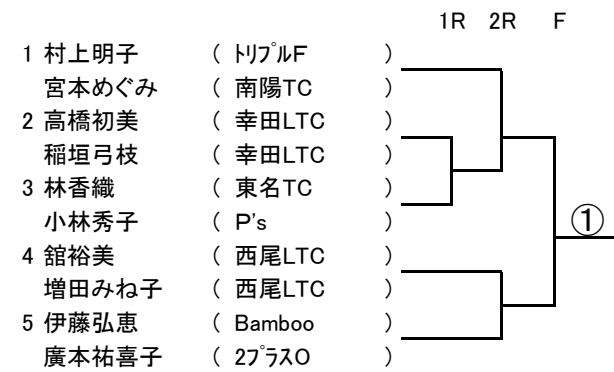 1R 2R F
1 村上明子 ( ﾄﾘﾌﾟﾙF )
宮本めぐみ ( 南陽TC )
2 高橋初美 ( 幸田LTC )
稲垣弓枝 ( 幸田LTC )
3 林香織 ( 東名TC )
小林秀子 ( P's )
①
4 舘裕美 ( 西尾LTC )
増田みね子 ( 西尾LTC )
5 伊藤弘恵 ( Bamboo )
廣本祐喜子 ( 2ﾌﾟﾗｽO )